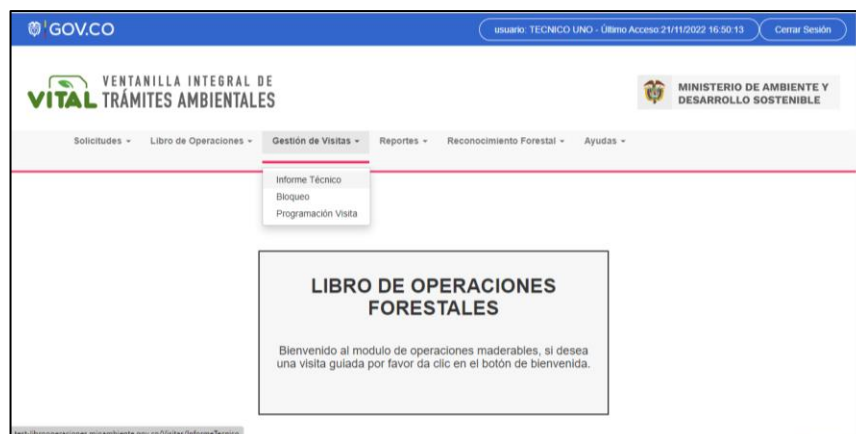 GOV.CO
usuario: TECNICO UNO - Último Acceso:21/11/2022 16:50:13
Cerrar Sesión
VITAL
VENTANILLA INTEGRAL DE
TRÁMITES AMBIENTALES
MINISTERIO DE AMBIENTE Y
DESARROLLO SOSTENIBLE
Solicitudes
Libro de Operaciones
Gestión de Visitas
Reportes
Reconocimiento Forestal
Ayudas
Informe Técnico
Bloqueo
Programación Visita
LIBRO DE OPERACIONES
FORESTALES
Bienvenido al modulo de operaciones maderables, si desea
una visita guiada por favor da clic en el botón de bienvenida.